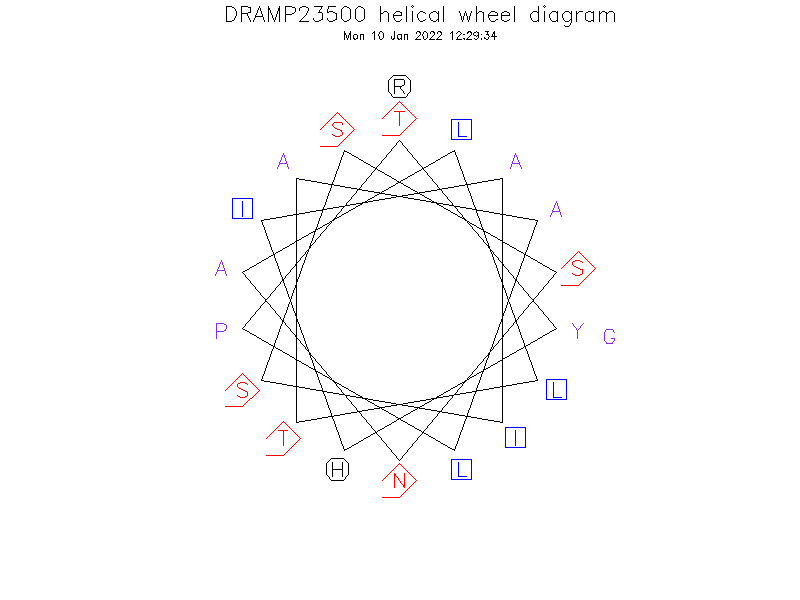 DRAMP23500 helical wheel diagram
Mon 10 Jan 2022 12:29:34
R
S T L
A A
I A
A S
P Y G
S L
T I
H N L